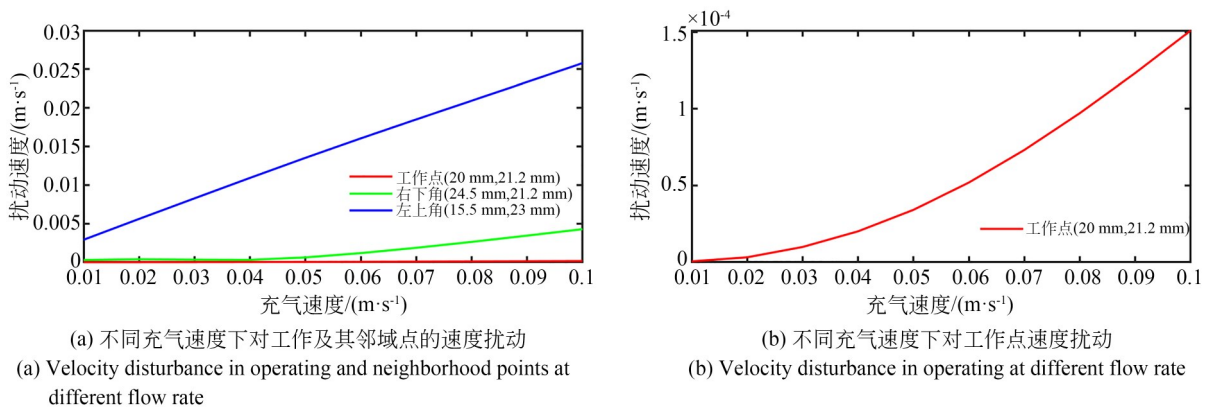 0.03
0.025
0.02
0.015
0.01
0.005
0
扰动速度/(m·s⁻¹)
工作点(20 mm,21.2 mm)
右下角(24.5 mm,21.2 mm)
左上角(15.5 mm,23 mm)
0.01 0.02 0.03 0.04 0.05 0.06 0.07 0.08 0.09 0.1
充气速度/(m·s⁻¹)
(a) 不同充气速度下对工作及其邻域点的速度扰动
(a) Velocity disturbance in operating and neighborhood points at
different flow rate
×10⁻⁴
1.5
1
0.5
0
扰动速度/(m·s⁻¹)
工作点(20 mm,21.2 mm)
0.01 0.02 0.03 0.04 0.05 0.06 0.07 0.08 0.09 0.1
充气速度/(m·s⁻¹)
(b) 不同充气速度下对工作点速度扰动
(b) Velocity disturbance in operating at different flow rate